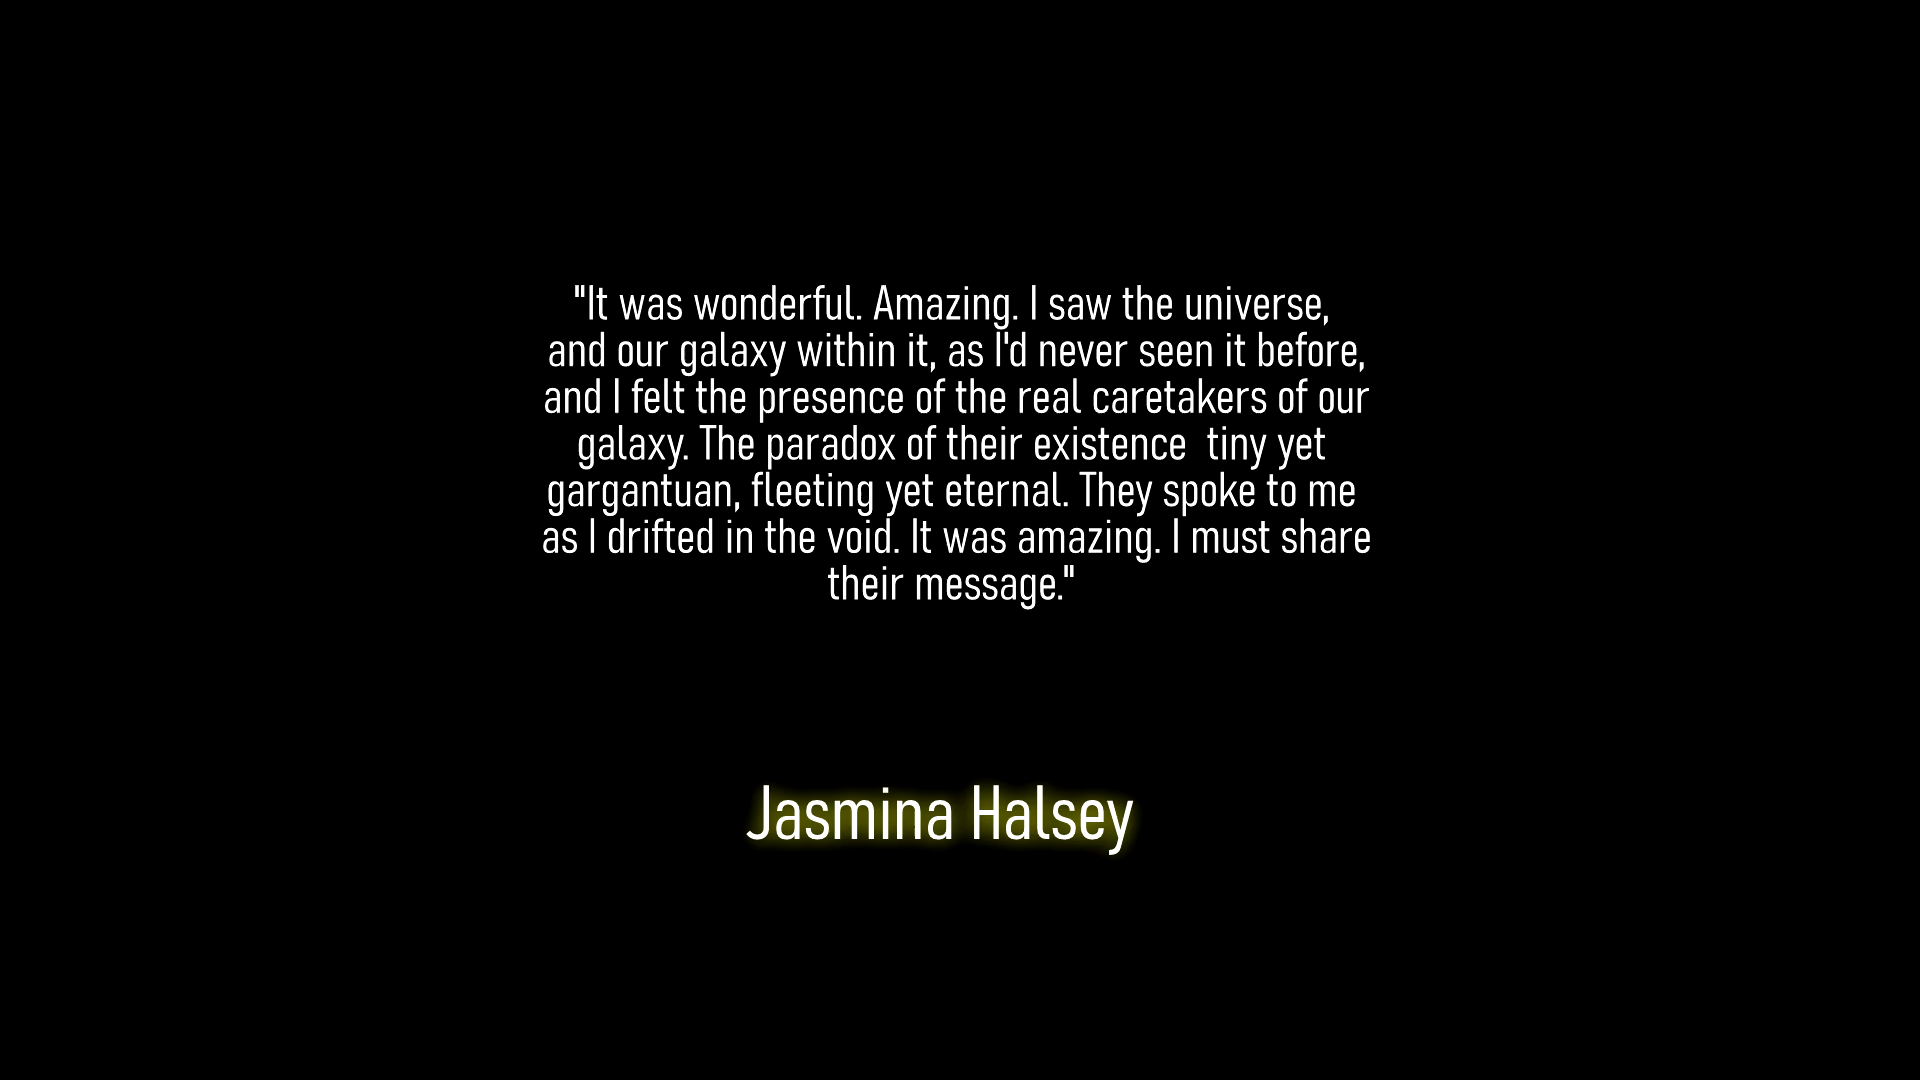 "It was wonderful. Amazing. I saw the universe,
and our galaxy within it, as I'd never seen it before,
and I felt the presence of the real caretakers of our
galaxy. The paradox of their existence  tiny yet
gargantuan, fleeting yet eternal. They spoke to me
as I drifted in the void. It was amazing. I must share
their message."
Jasmina Halsey